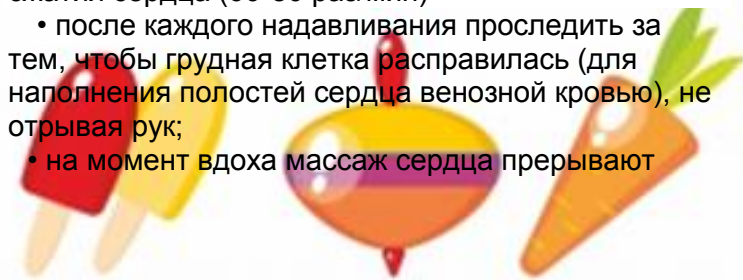 • после каждого надавливания проследить за
тем, чтобы грудная клетка расправилась (для
наполнения полостей сердца венозной кровью), не
отрывая рук;
• на момент вдоха массаж сердца прерывают